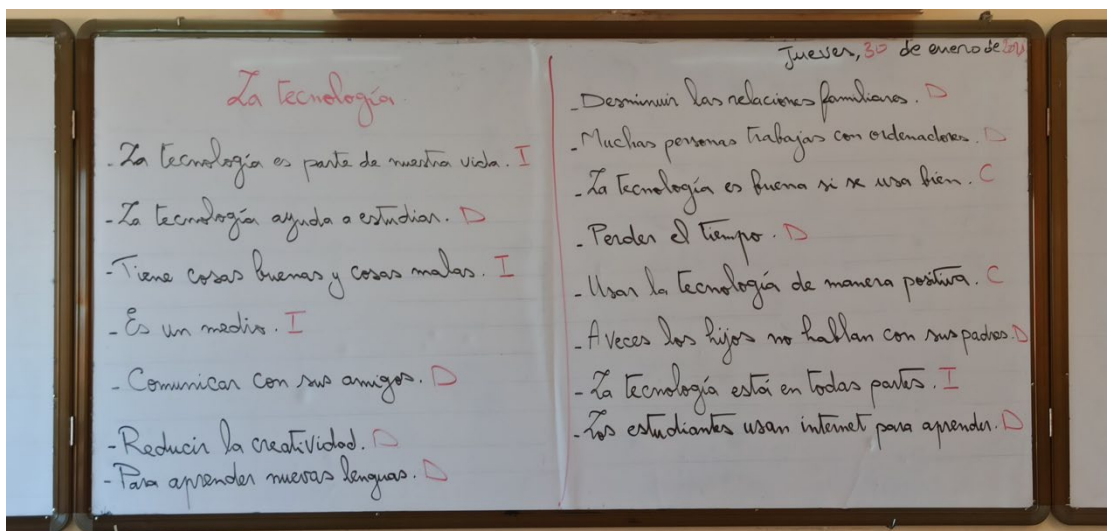 La tecnología.
- La tecnología es parte de nuestra vida. I
- La tecnología ayuda a estudiar. D
- Tiene cosas buenas y cosas malas. I
- Es un medio. I
- Comunicar con sus amigos. D
- Reducir la creatividad. D
- Para aprender nuevas lenguas. D
Jueves, 30 de enero de
- Desminuir las relaciones familiares. D
- Muchas personas trabajas con ordenadores. D
- La tecnología es buena si se usa bien. C
- Perder el tiempo. D
- Usar la tecnología de manera positiva. C
- A veces los hijos no hablan con sus padres. D
- La tecnología está en todas partes. I
- Los estudiantes usan internet para aprender. D